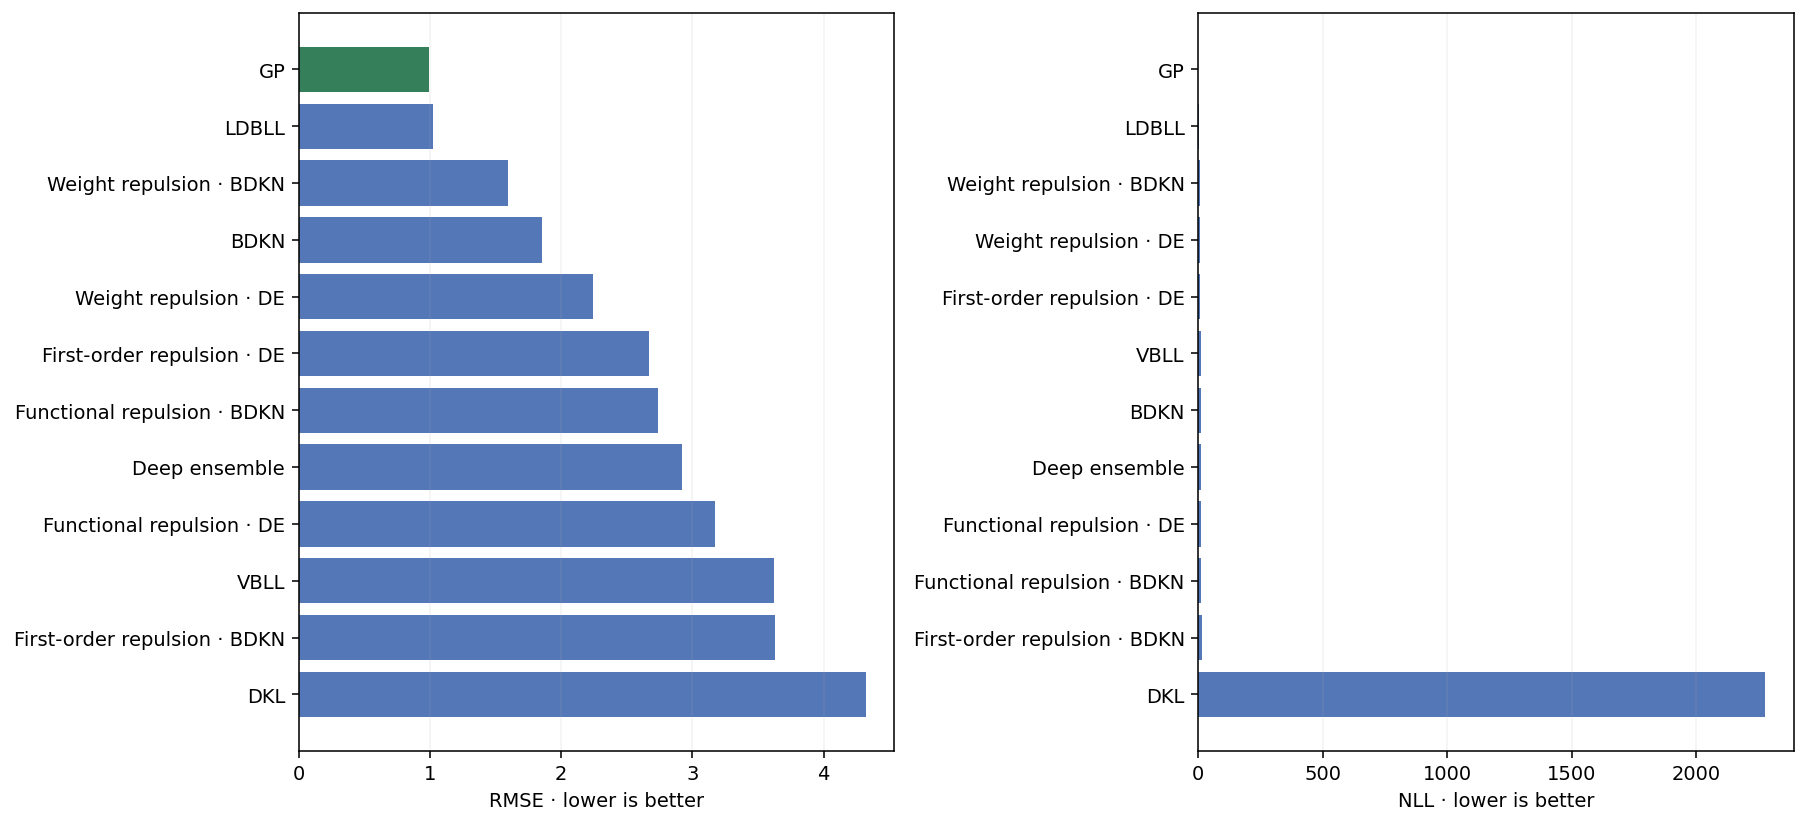 GP
LDBLL
Weight repulsion · BDKN
BDKN
Weight repulsion · DE
First-order repulsion · DE
Functional repulsion · BDKN
Deep ensemble
Functional repulsion · DE
VBLL
First-order repulsion · BDKN
DKL
0 1 2 3 4
RMSE · lower is better
GP
LDBLL
Weight repulsion · BDKN
Weight repulsion · DE
First-order repulsion · DE
VBLL
BDKN
Deep ensemble
Functional repulsion · DE
Functional repulsion · BDKN
First-order repulsion · BDKN
DKL
0 500 1000 1500 2000
NLL · lower is better